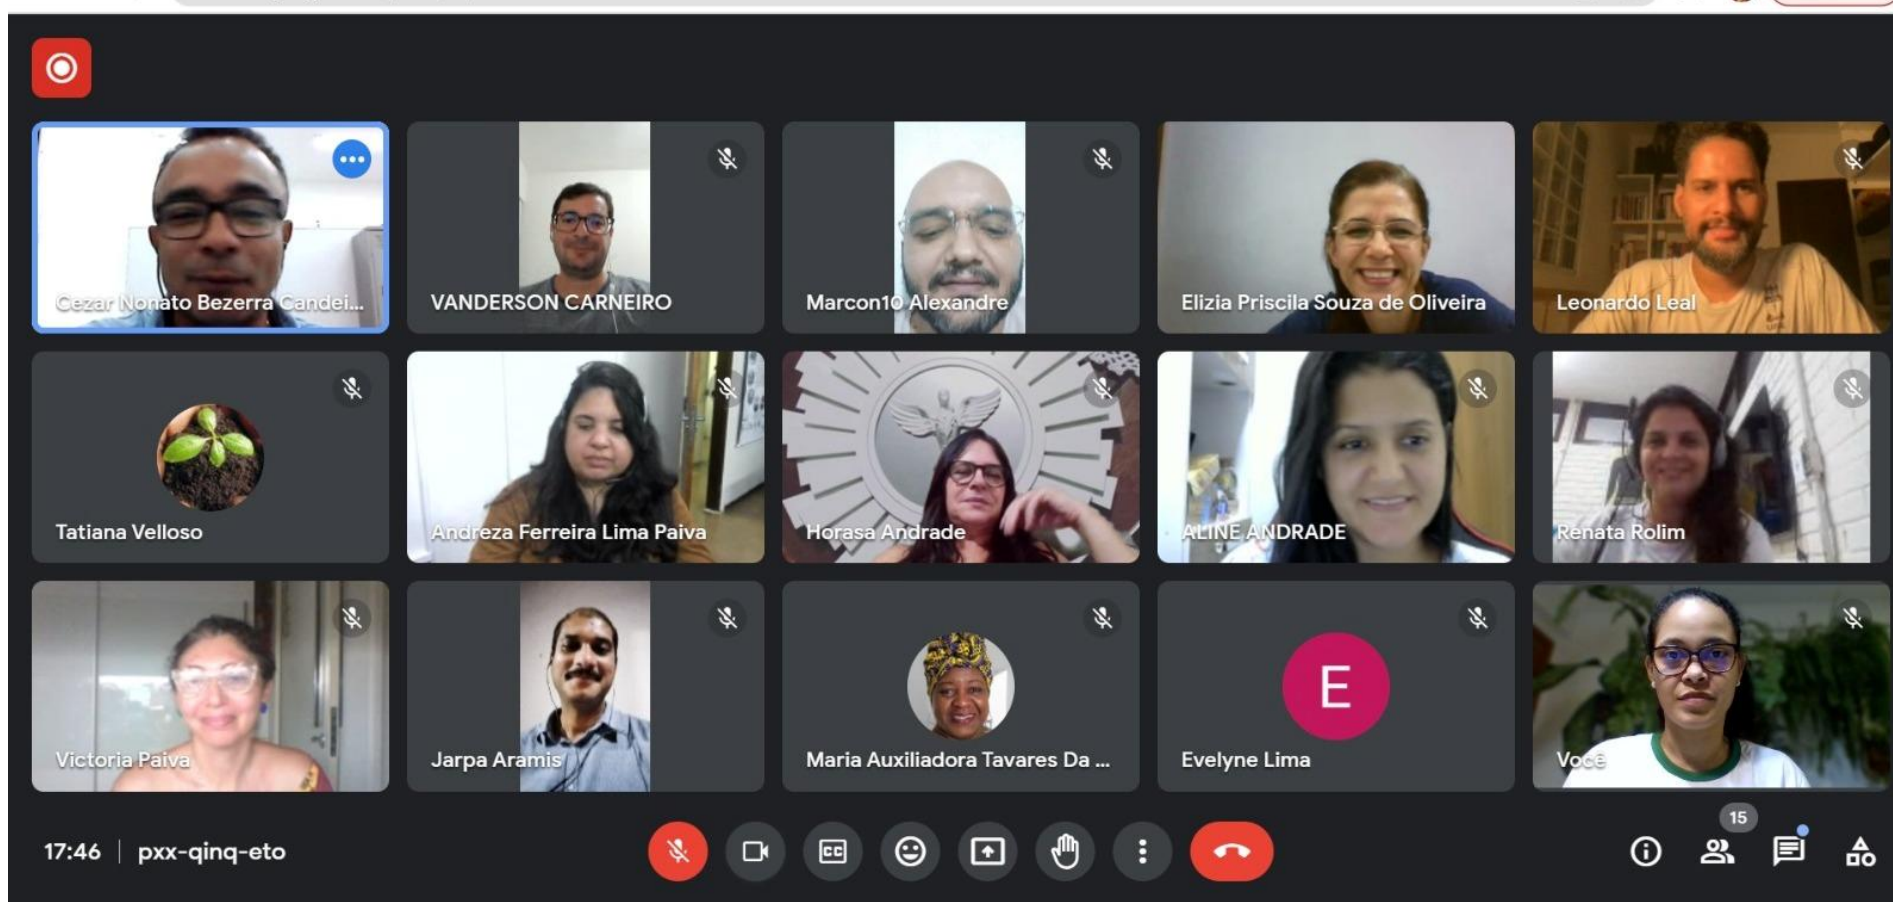 Cezar Nonato Bezerra Candei...
VANDERSON CARNEIRO
Marcon10 Alexandre
Elizia Priscila Souza de Oliveira
Leonardo Leal
Tatiana Velloso
Andreza Ferreira Lima Paiva
Horasa Andrade
ALINE ANDRADE
Renata Rolim
Victoria Paiva
Jarpa Aramis
Maria Auxiliadora Tavares Da ...
E
Evelyne Lima
Você
17:46 | pxx-qinq-eto
CC
15